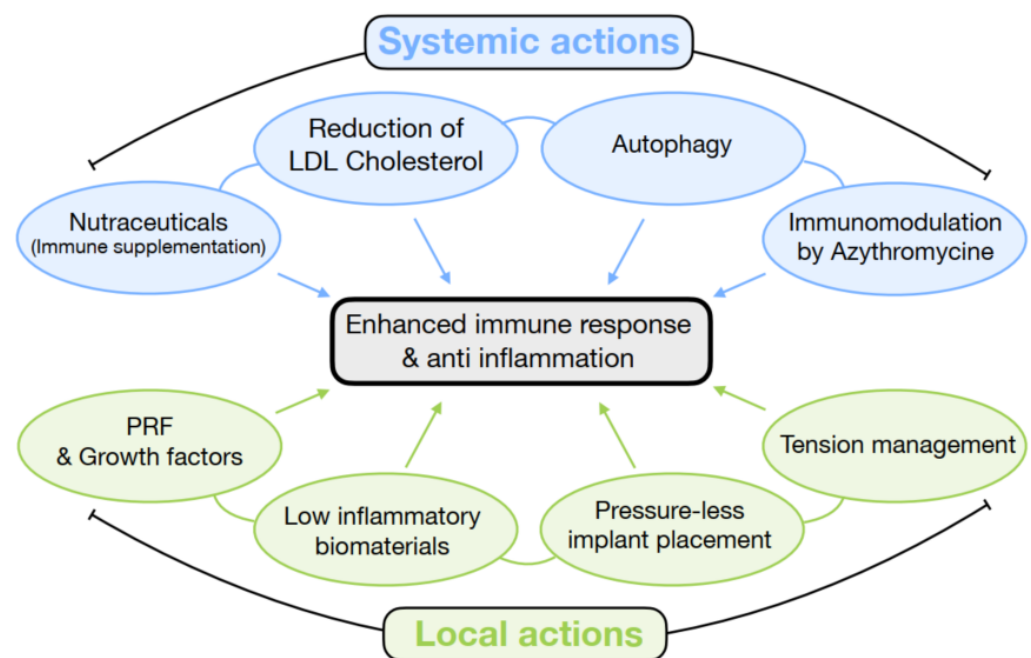 Systemic actions
Reduction of
LDL Cholesterol
Autophagy
Nutraceuticals
(Immune supplementation)
Immunomodulation
by Azythromycine
Enhanced immune response
& anti inflammation
PRF
& Growth factors
Tension management
Low inflammatory
biomaterials
Pressure-less
implant placement
Local actions